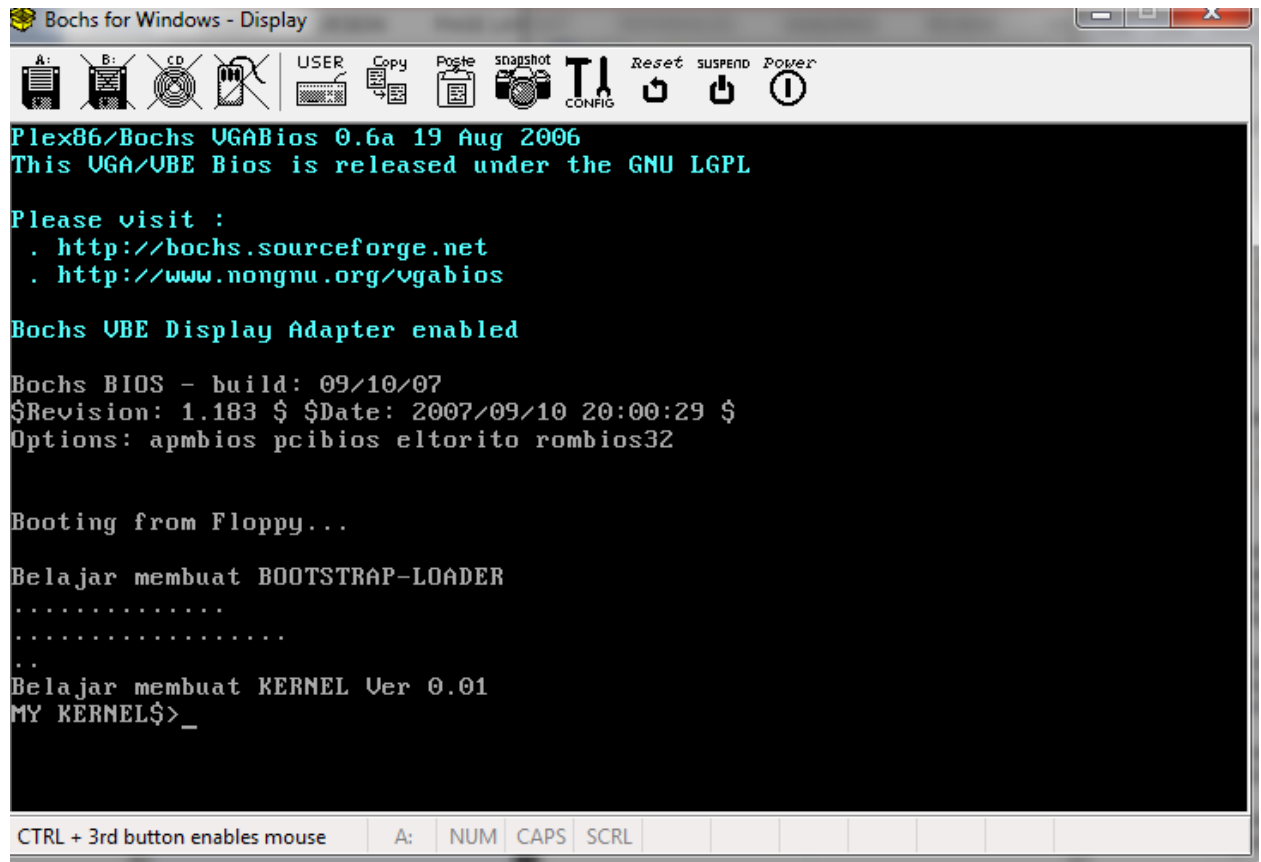 Bochs for Windows - Display
A: B: CD USER Copy Paste snapshot CONFIG Reset SUSPEND Power
Plex86/Bochs VGABios 0.6a 19 Aug 2006
This VGA/VBE Bios is released under the GNU LGPL
Please visit :
. http://bochs.sourceforge.net
. http://www.nongnu.org/vgabios
Bochs VBE Display Adapter enabled
Bochs BIOS - build: 09/10/07
$Revision: 1.183 $ $Date: 2007/09/10 20:00:29 $
Options: apmbios pcibios eltorito rombios32
Booting from Floppy...
Belajar membuat BOOTSTRAP-LOADER
..............
..................
..
Belajar membuat KERNEL Ver 0.01
MY KERNEL$>_
CTRL + 3rd button enables mouse A: NUM CAPS SCRL